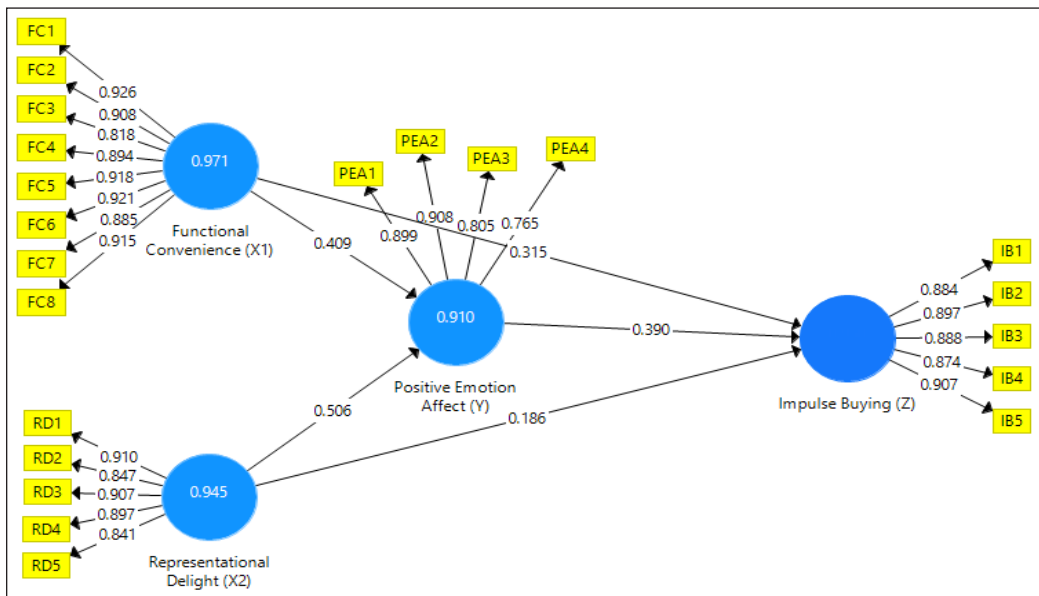 FC1
FC2
FC3
FC4
FC5
FC6
FC7
FC8
0.926
0.908
0.818
0.894
0.918
0.921
0.885
0.915
0.971
Functional
Convenience (X1)
PEA1
PEA2
PEA3
PEA4
0.899
0.908
0.805
0.765
0.409
0.315
0.910
Positive Emotion
Affect (Y)
0.390
0.506
0.186
RD1
RD2
RD3
RD4
RD5
0.910
0.847
0.907
0.897
0.841
0.945
Representational
Delight (X2)
Impulse Buying (Z)
0.884
0.897
0.888
0.874
0.907
IB1
IB2
IB3
IB4
IB5